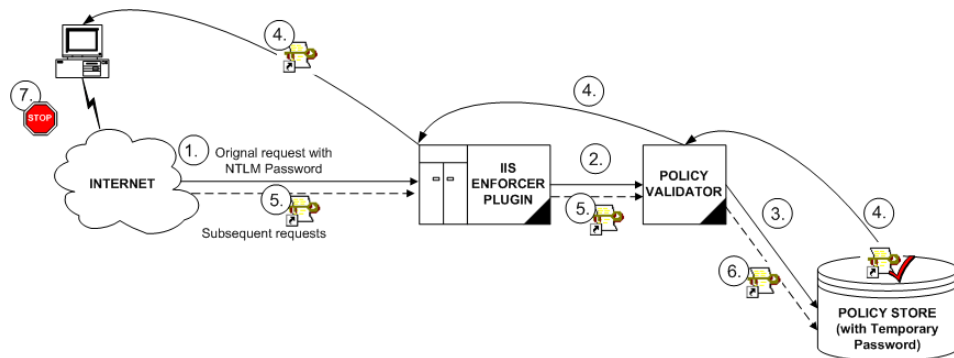 4.
7.
STOP
4.
1.
Orignal request with
NTLM Password
INTERNET
5.
Subsequent requests
IIS
ENFORCER
PLUGIN
2.
5.
POLICY
VALIDATOR
3.
4.
6.
POLICY STORE
(with Temporary
Password)